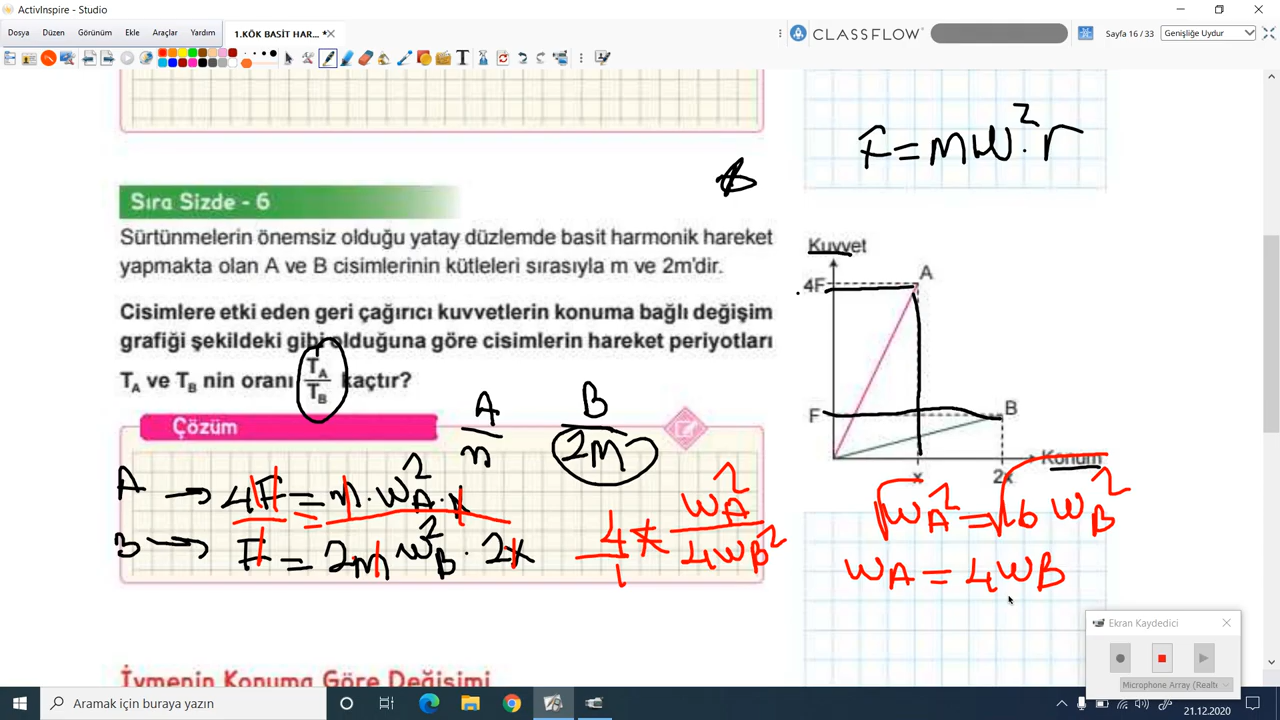 ActivInspire - Studio
Dosya Düzen Görünüm Ekle Araçlar Yardım
1.KÖK BASİT HAR... *
CLASSFLOW
Sayfa 16 / 33
Genişliğe Uydur
F = mw².r
Sıra Sizde - 6
Sürtünmelerin önemsiz olduğu yatay düzlemde basit harmonik hareket
yapmakta olan A ve B cisimlerinin kütleleri sırasıyla m ve 2m'dir.
Cisimlere etki eden geri çağırıcı kuvvetlerin konuma bağlı değişim
grafiği şekildeki gibi olduğuna göre cisimlerin hareket periyotları
T_A ve T_B nin oranı T_A/T_B kaçtır?
Kuvvet
4F
A
F
B
x
2x
Konum
Çözüm
A B
m 2m
A → 4F = m.w_A².x
B → F = 2m w_B².2x
4/1 = w_A²/4w_B²
√w_A² = √16 w_B²
w_A = 4w_B
İvmenin Konuma Göre Değişimi
Ekran Kaydedici
Microphone Array (Realte
Aramak için buraya yazın
21.12.2020